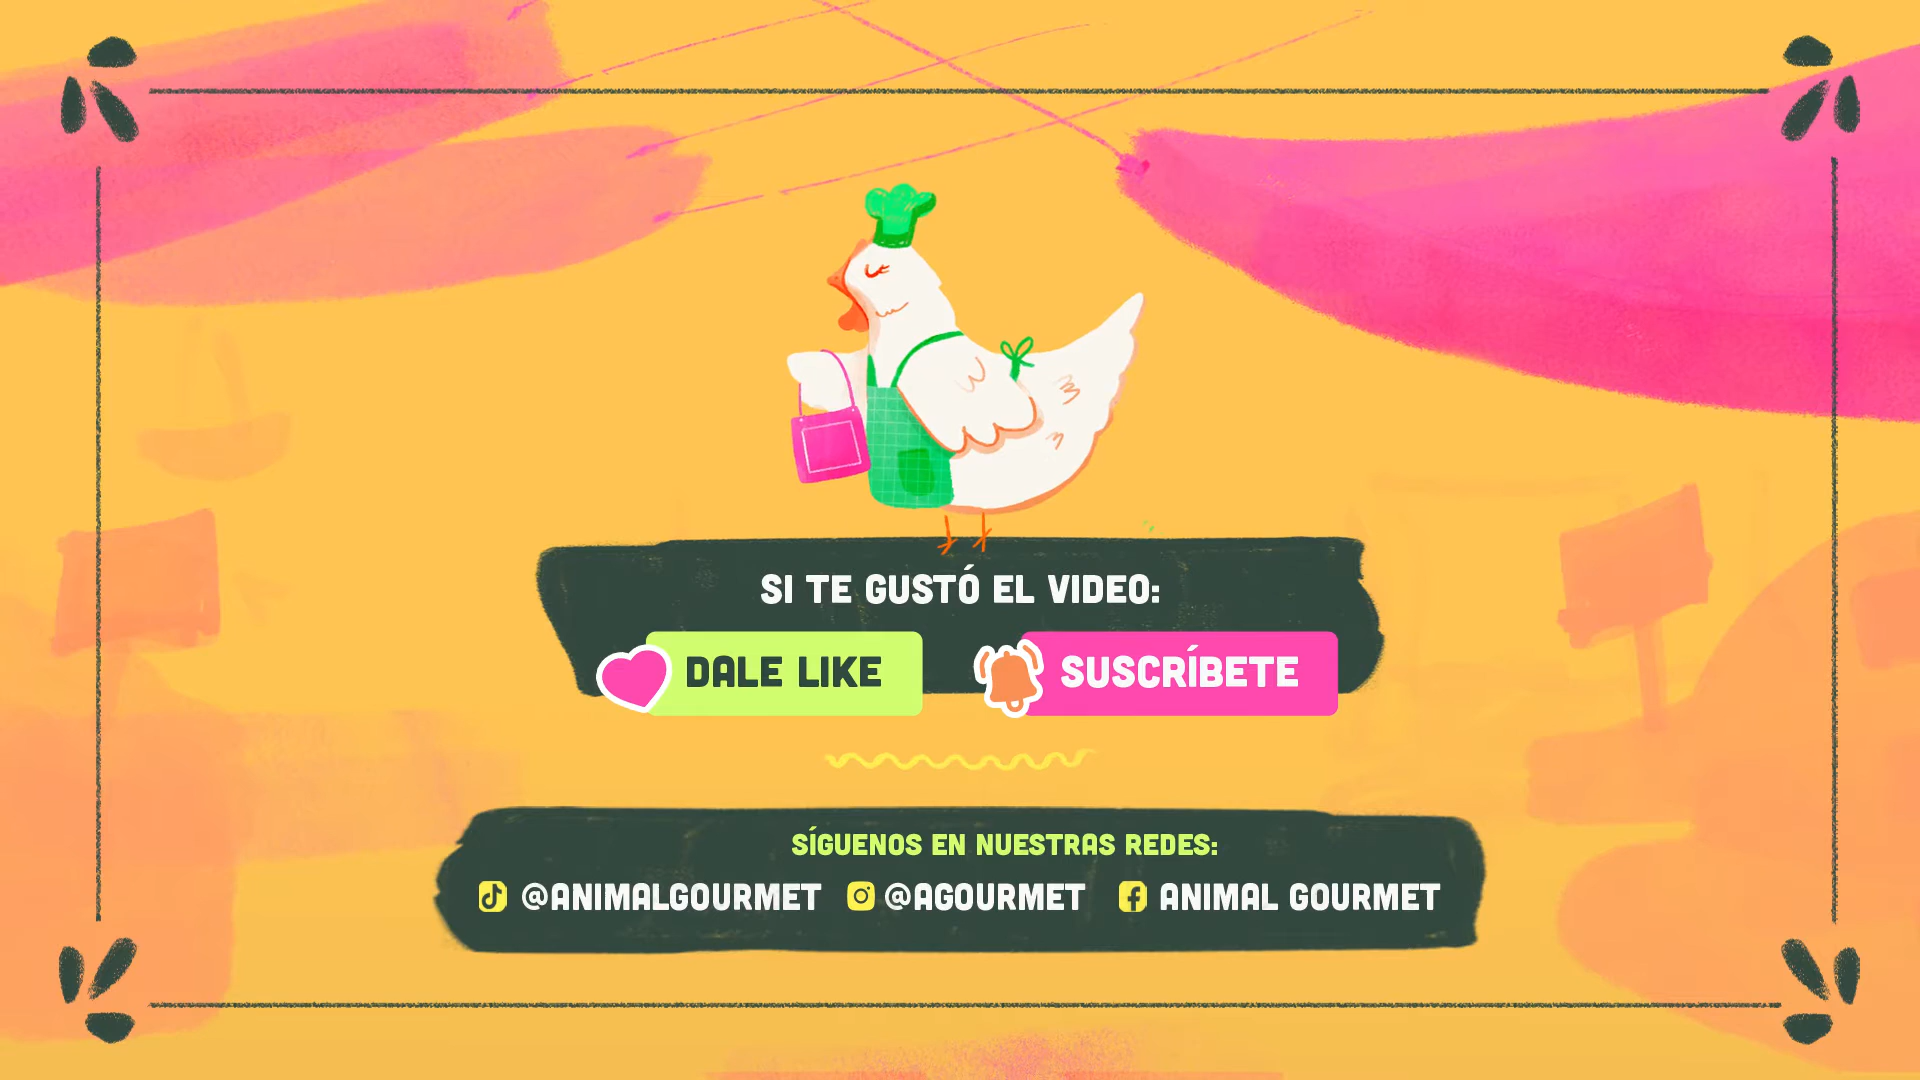 SI TE GUSTÓ EL VIDEO:
DALE LIKE
SUSCRÍBETE
SÍGUENOS EN NUESTRAS REDES:
@ANIMALGOURMET @AGOURMET ANIMAL GOURMET